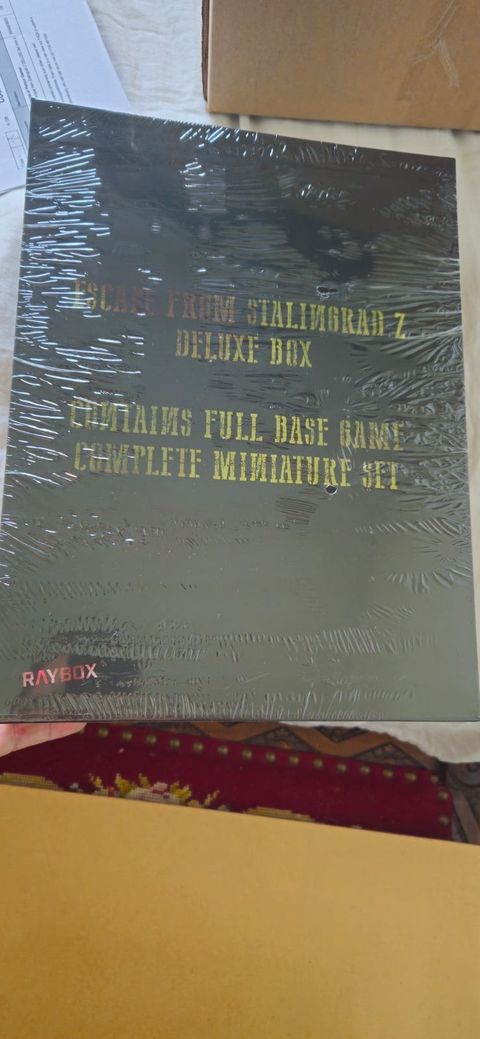 ESCAPE FROM STALINGRAD Z
DELUXE BOX
CONTAINS FULL BASE GAME
COMPLETE MINIATURE SET
RAYBOX